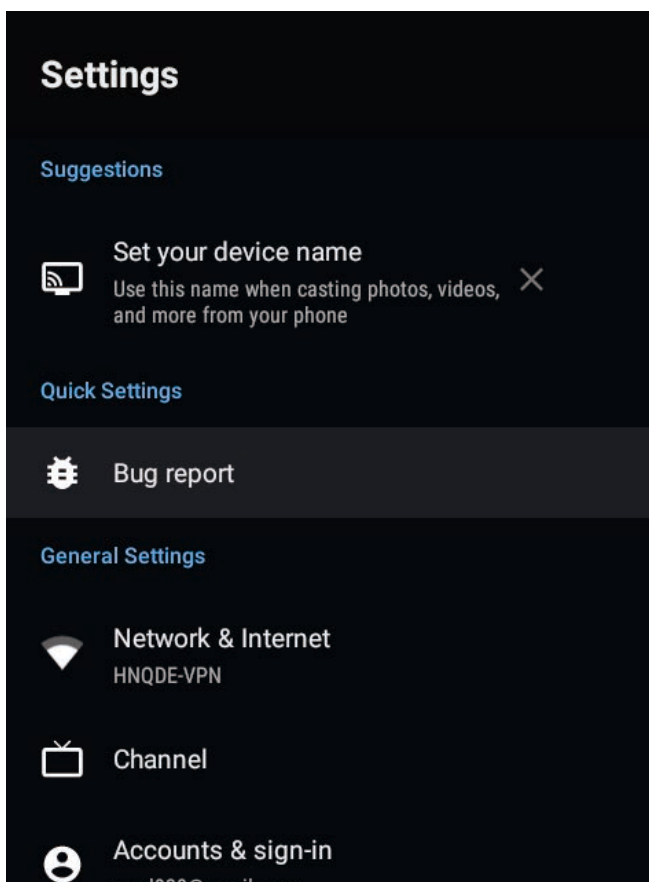 Settings
Suggestions
Set your device name
Use this name when casting photos, videos,
and more from your phone
Quick Settings
Bug report
General Settings
Network & Internet
HNQDE-VPN
Channel
Accounts & sign-in